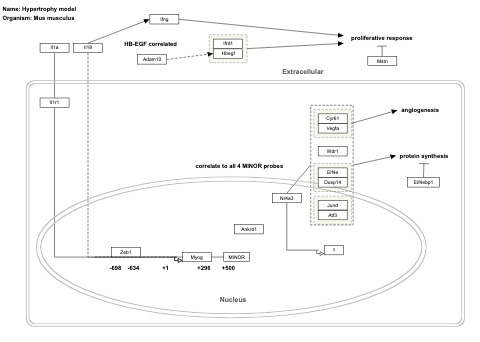 Name: Hypertrophy model
Organism: Mus musculus
Ifng
Il1a
Il18
HB-EGF correlated
Adam10
Ifrd1
Hbegf
proliferative response
Mstn
Extracellular
Il1r1
Cyr61
Vegfa
angiogenesis
Wdr1
correlate to all 4 MINOR probes
Eif4e
Dusp14
protein synthesis
Eif4ebp1
Nr4a3
Jund
Atf3
Ankrd1
?
Zeb1
Myog
MINOR
-698
-634
+1
+296
+500
Nucleus